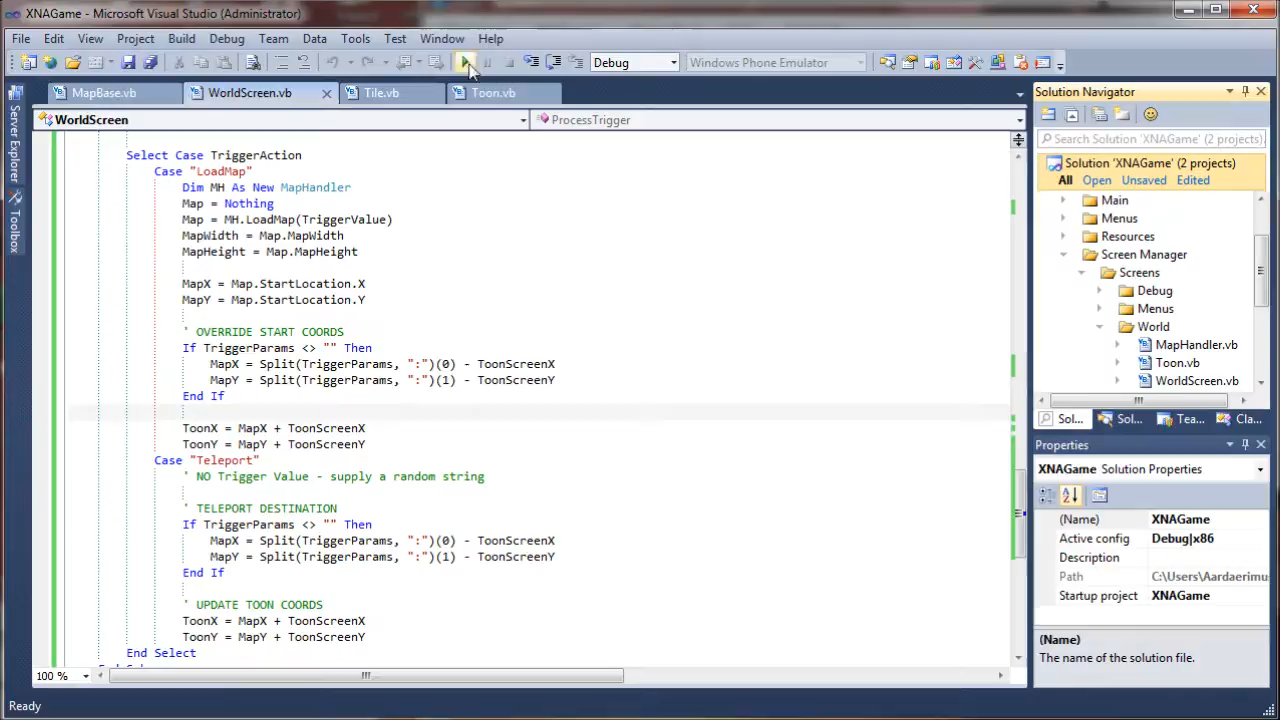 XNAGame - Microsoft Visual Studio (Administrator)
File Edit View Project Build Debug Team Data Tools Test Window Help
Debug Windows Phone Emulator
MapBase.vb WorldScreen.vb Tile.vb Toon.vb
WorldScreen ProcessTrigger
Server Explorer
Toolbox
Select Case TriggerAction
Case "LoadMap"
Dim MH As New MapHandler
Map = Nothing
Map = MH.LoadMap(TriggerValue)
MapWidth = Map.MapWidth
MapHeight = Map.MapHeight
MapX = Map.StartLocation.X
MapY = Map.StartLocation.Y
' OVERRIDE START COORDS
If TriggerParams <> "" Then
MapX = Split(TriggerParams, ":")(0) - ToonScreenX
MapY = Split(TriggerParams, ":")(1) - ToonScreenY
End If
ToonX = MapX + ToonScreenX
ToonY = MapY + ToonScreenY
Case "Teleport"
' NO Trigger Value - supply a random string
' TELEPORT DESTINATION
If TriggerParams <> "" Then
MapX = Split(TriggerParams, ":")(0) - ToonScreenX
MapY = Split(TriggerParams, ":")(1) - ToonScreenY
End If
' UPDATE TOON COORDS
ToonX = MapX + ToonScreenX
ToonY = MapY + ToonScreenY
End Select
100 %
Solution Navigator
Search Solution 'XNAGame' (2 projects)
Solution 'XNAGame' (2 projects)
All Open Unsaved Edited
Main
Menus
Resources
Screen Manager
Screens
Debug
Menus
World
MapHandler.vb
Toon.vb
WorldScreen.vb
Sol... Sol... Tea... Cla...
Properties
XNAGame Solution Properties
(Name) XNAGame
Active config Debug|x86
Description
Path C:\Users\Aardaerimus
Startup project XNAGame
(Name)
The name of the solution file.
Ready